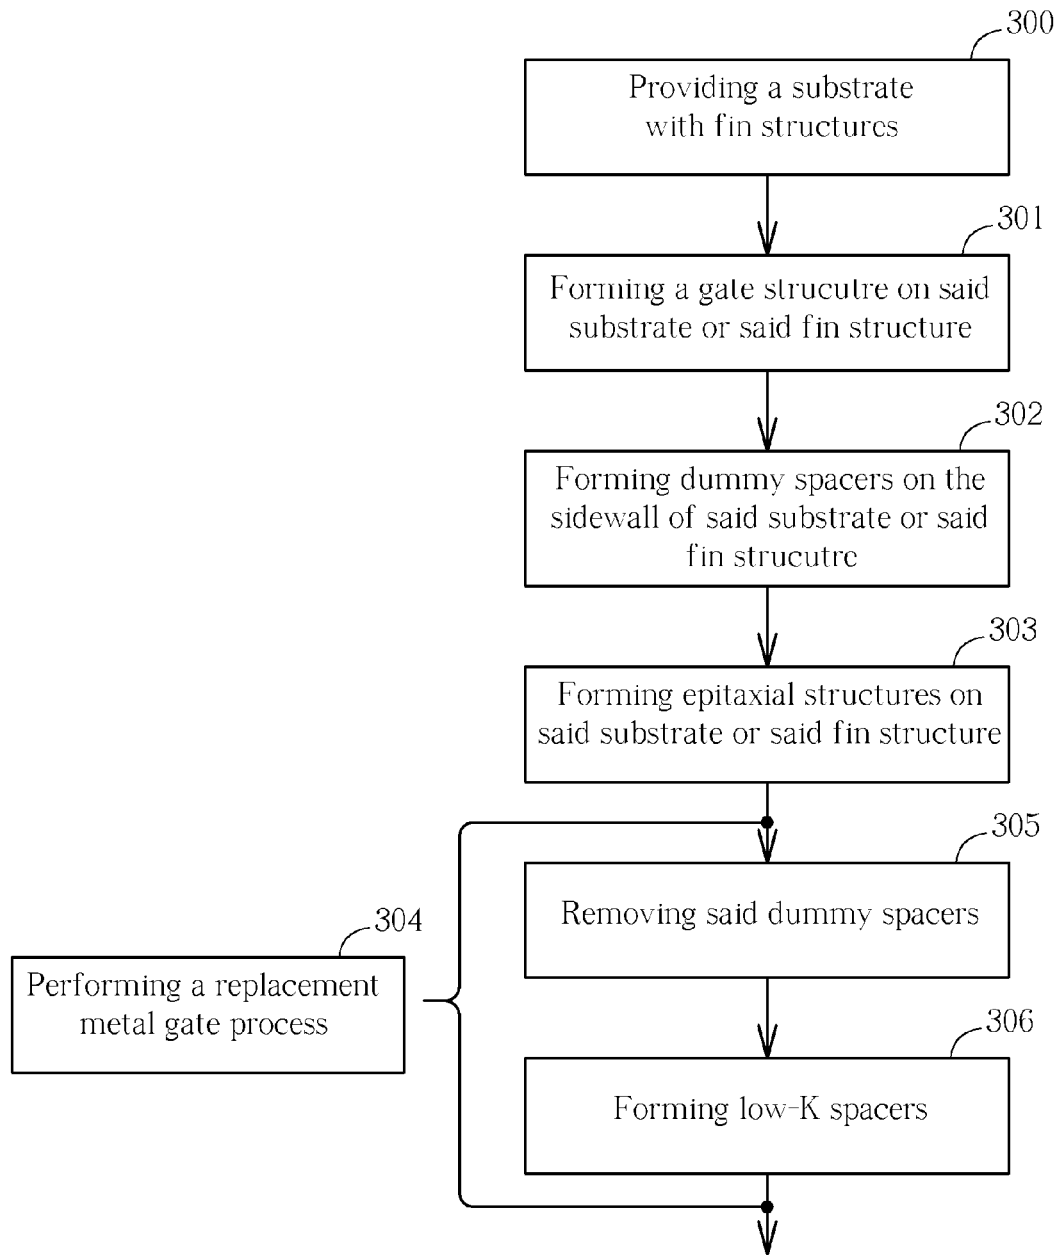 300
Providing a substrate
with fin structures
301
Forming a gate strucutre on said
substrate or said fin structure
302
Forming dummy spacers on the
sidewall of said substrate or said
fin strucutre
303
Forming epitaxial structures on
said substrate or said fin structure
305
Removing said dummy spacers
304
Performing a replacement
metal gate process
306
Forming low-K spacers